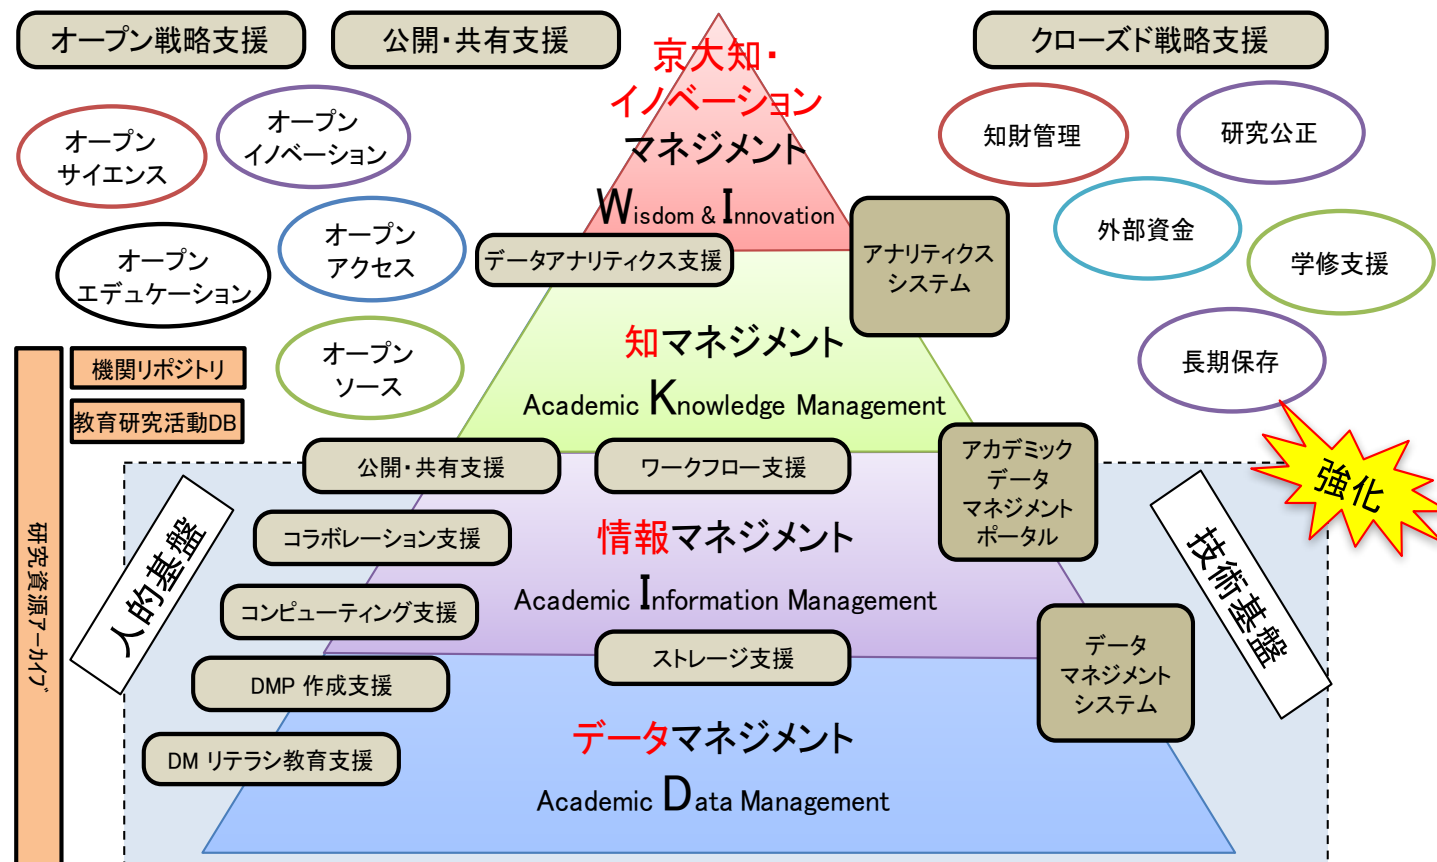 オープン戦略支援
公開・共有支援
クローズド戦略支援
京大知・
イノベーション
マネジメント
Wisdom & Innovation
オープン
サイエンス
オープン
イノベーション
オープン
アクセス
オープン
エデュケーション
オープン
ソース
知財管理
研究公正
外部資金
学修支援
長期保存
データアナリティクス支援
アナリティクス
システム
知マネジメント
Academic Knowledge Management
機関リポジトリ
教育研究活動DB
研究資源アーカイブ
公開・共有支援
ワークフロー支援
アカデミック
データ
マネジメント
ポータル
強化
人的基盤
技術基盤
コラボレーション支援
情報マネジメント
Academic Information Management
コンピューティング支援
ストレージ支援
データ
マネジメント
システム
DMP 作成支援
データマネジメント
DM リテラシ教育支援
Academic Data Management